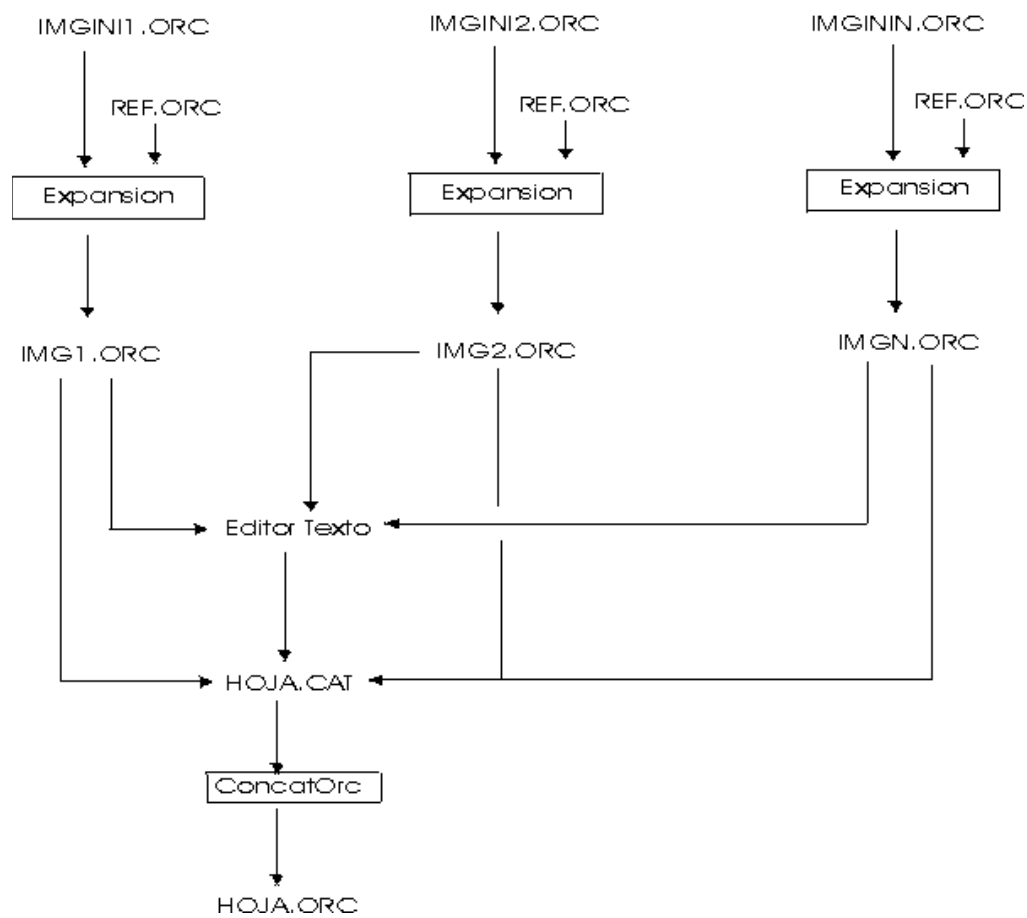 IMGINI1.ORC
IMGINI2.ORC
IMGININ.ORC
REF.ORC
REF.ORC
REF.ORC
Expansion
Expansion
Expansion
IMG1.ORC
IMG2.ORC
IMGN.ORC
Editor Texto
HOJA.CAT
ConcatOrc
HOJA.ORC